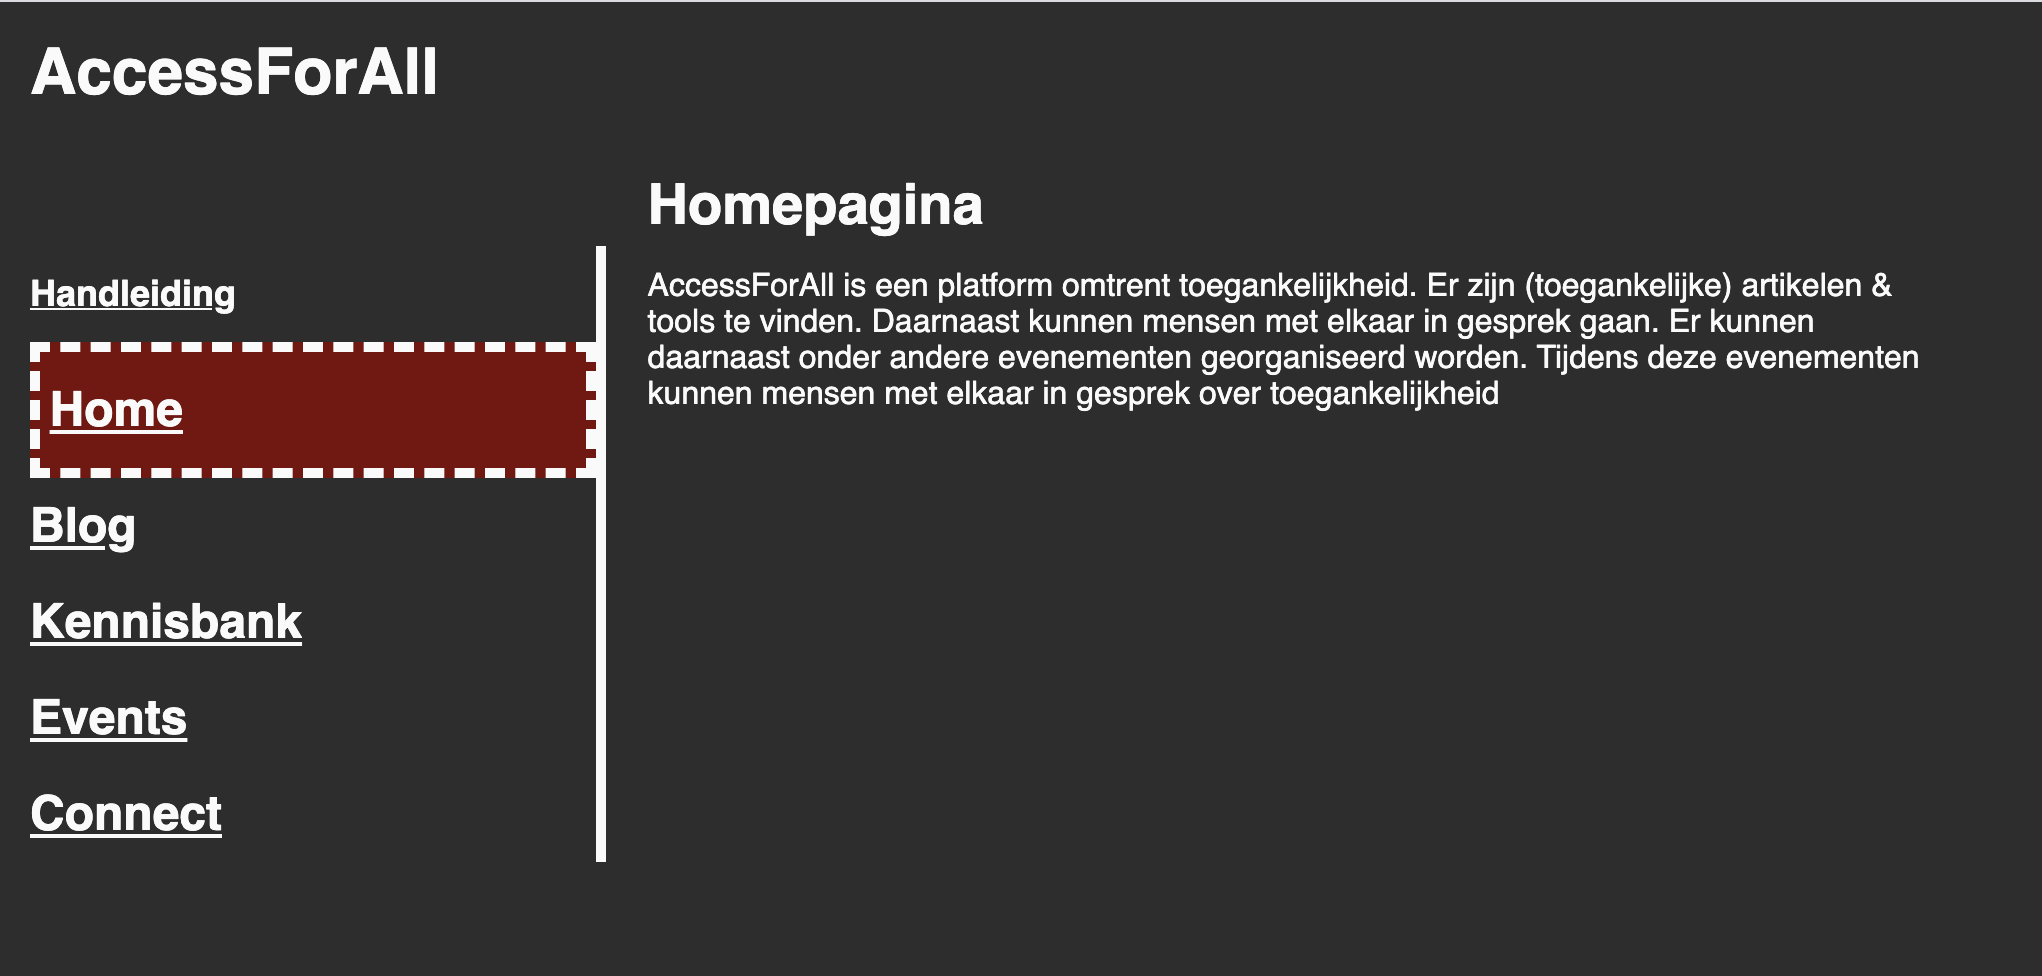 AccessForAll
Handleiding
Home
Blog
Kennisbank
Events
Connect
Homepagina
AccessForAll is een platform omtrent toegankelijkheid. Er zijn (toegankelijke) artikelen &
tools te vinden. Daarnaast kunnen mensen met elkaar in gesprek gaan. Er kunnen
daarnaast onder andere evenementen georganiseerd worden. Tijdens deze evenementen
kunnen mensen met elkaar in gesprek over toegankelijkheid